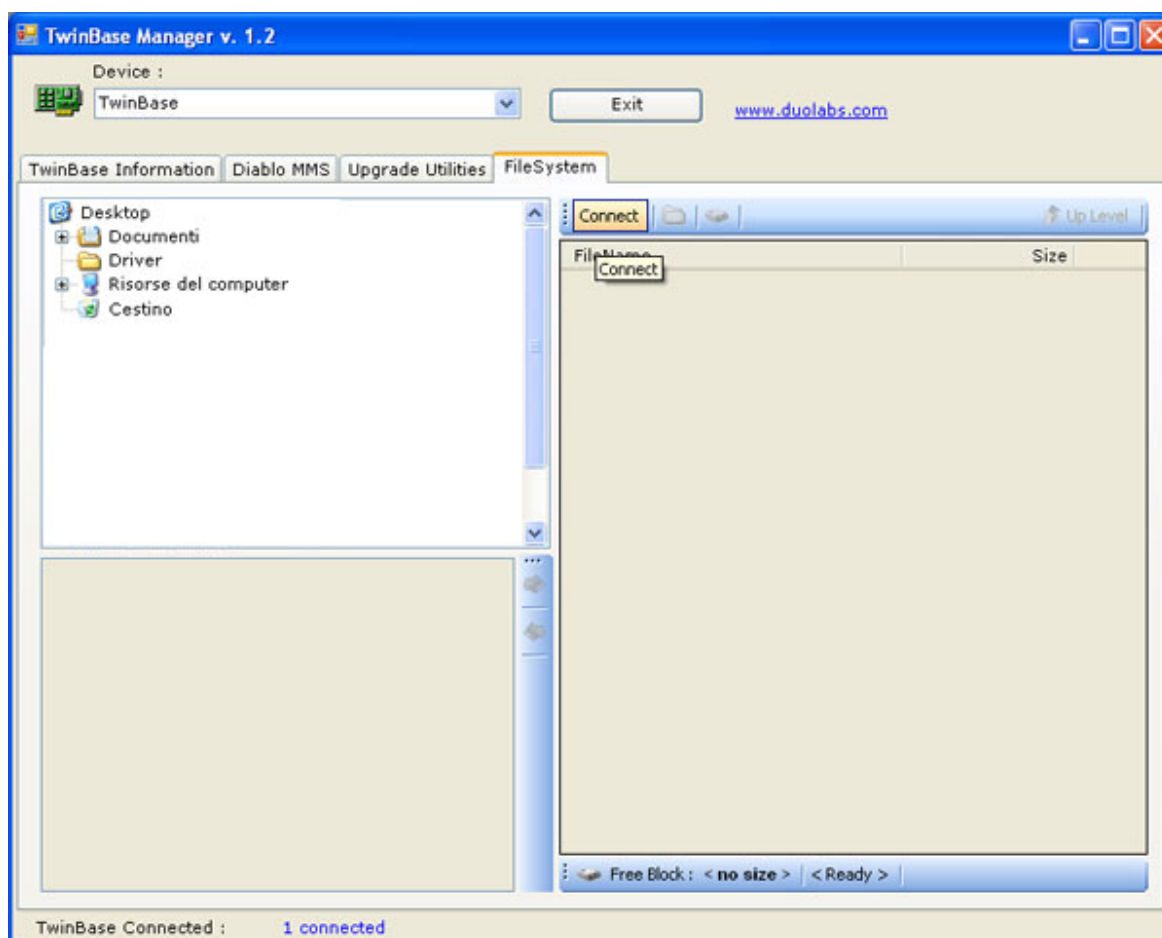 TwinBase Manager v. 1.2
Device :
TwinBase
Exit
www.duolabs.com
TwinBase Information
Diablo MMS
Upgrade Utilities
FileSystem
Desktop
Documenti
Driver
Risorse del computer
Cestino
Connect
Up Level
FileName
Size
Connect
Free Block : < no size >
< Ready >
TwinBase Connected : 1 connected